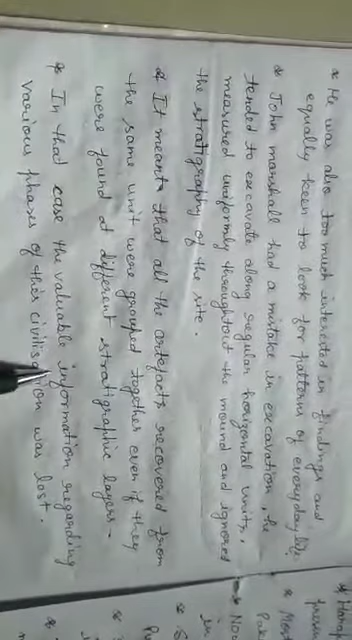 * He was also too much interested in findings and
equally keen to look for patterns of everyday life
* John marshall had a mistake in excavation, he
tended to excavate along regular horizontal units,
measured uniformly throughtout the mound and ignored
the stratigraphy of the site.
* It meant that all the artefacts recovered from
the same unit were grouped together even if they
were found at different stratigraphic layers.
* In that case the valuable information regarding
various phases of this civilisation was lost.
* Harap